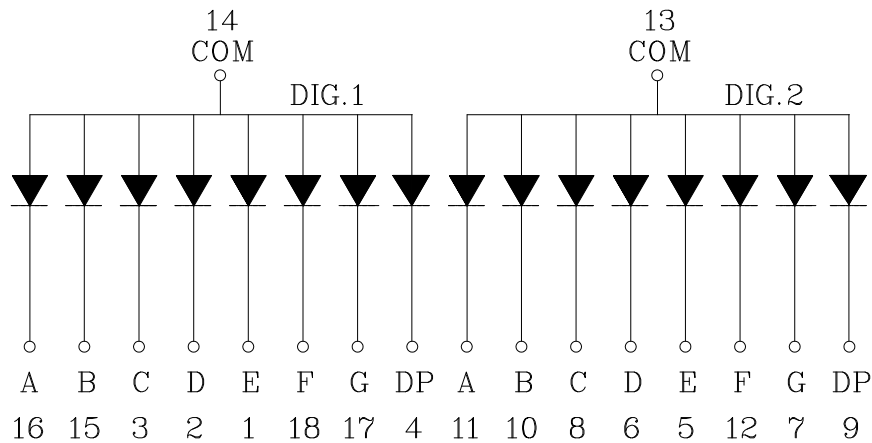 14 13
COM COM
DIG.1 DIG.2
A B C D E F G DP A B C D E F G DP
16 15 3 2 1 18 17 4 11 10 8 6 5 12 7 9